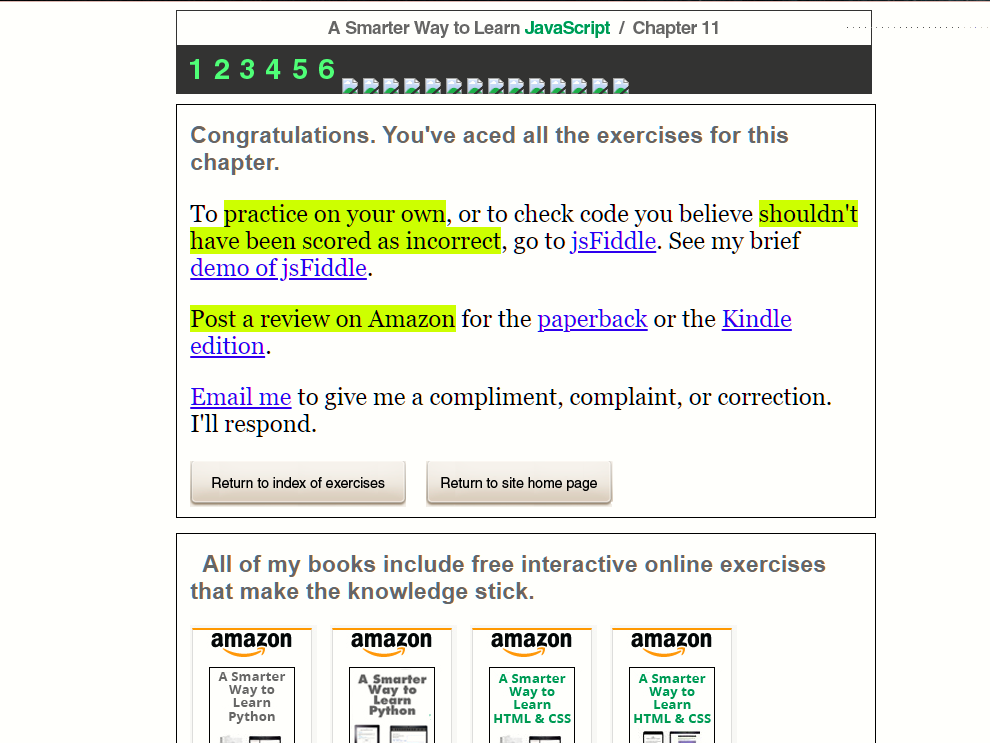 A Smarter Way to Learn JavaScript / Chapter 11
1 2 3 4 5 6
Congratulations. You've aced all the exercises for this
chapter.
To practice on your own, or to check code you believe shouldn't
have been scored as incorrect, go to jsFiddle. See my brief
demo of jsFiddle.
Post a review on Amazon for the paperback or the Kindle
edition.
Email me to give me a compliment, complaint, or correction.
I'll respond.
Return to index of exercises
Return to site home page
All of my books include free interactive online exercises
that make the knowledge stick.
amazon
A Smarter
Way to
Learn
Python
amazon
A Smarter
Way to
Learn
Python
amazon
A Smarter
Way to
Learn
HTML & CSS
amazon
A Smarter
Way to
Learn
HTML & CSS